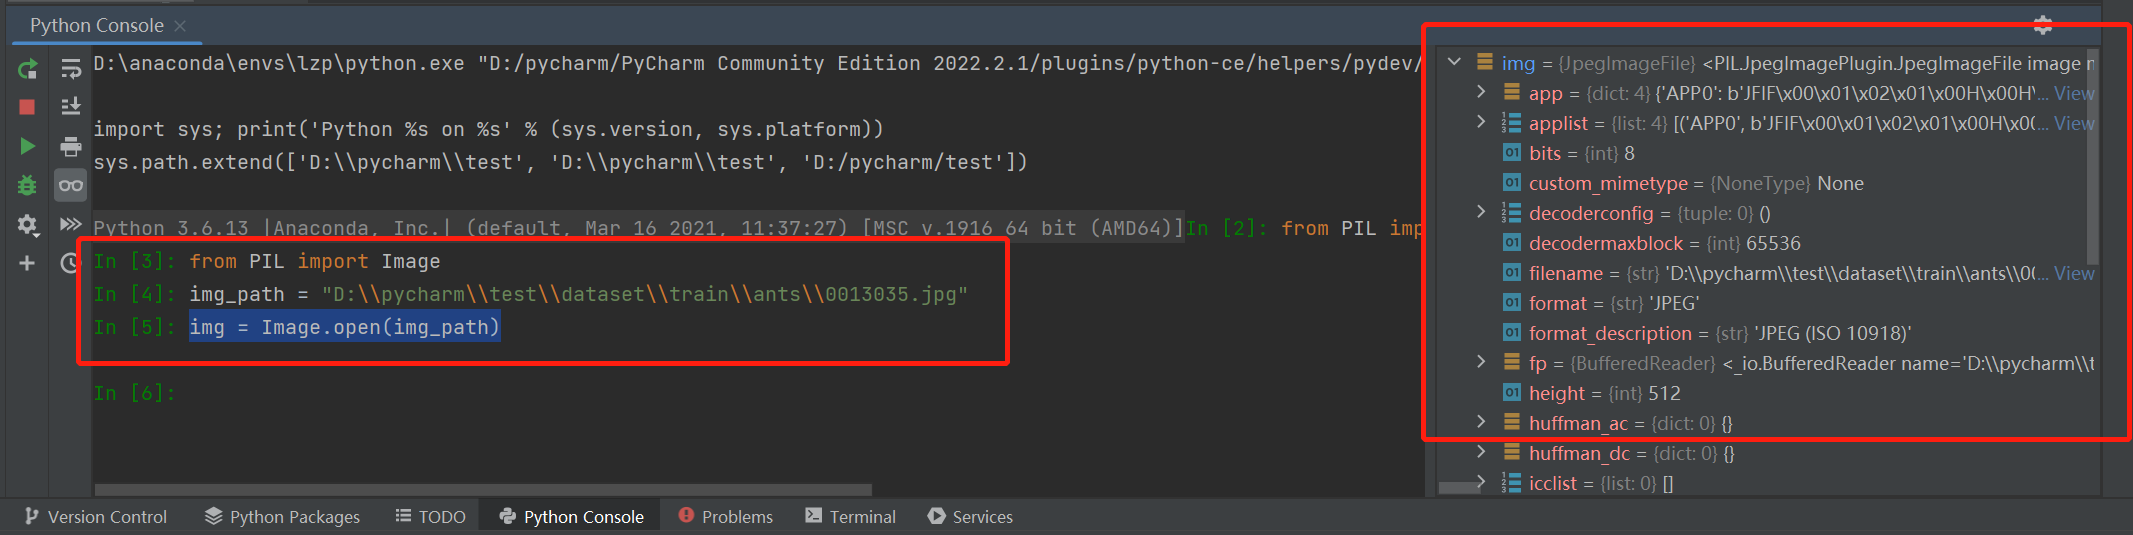 Python Console
D:\anaconda\envs\lzp\python.exe "D:/pycharm/PyCharm Community Edition 2022.2.1/plugins/python-ce/helpers/pydev/
import sys; print('Python %s on %s' % (sys.version, sys.platform))
sys.path.extend(['D:\\pycharm\\test', 'D:\\pycharm\\test', 'D:/pycharm/test'])
Python 3.6.13 |Anaconda, Inc.| (default, Mar 16 2021, 11:37:27) [MSC v.1916 64 bit (AMD64)]In [2]: from PIL imp
In [3]: from PIL import Image
In [4]: img_path = "D:\\pycharm\\test\\dataset\\train\\ants\\0013035.jpg"
In [5]: img = Image.open(img_path)
In [6]:
img = {JpegImageFile} <PIL.JpegImagePlugin.JpegImageFile image
app = {dict: 4} {'APP0': b'JFIF\x00\x01\x02\x01\x00H\x00H\... View
applist = {list: 4} [('APP0', b'JFIF\x00\x01\x02\x01\x00H\x00... View
bits = {int} 8
custom_mimetype = {NoneType} None
decoderconfig = {tuple: 0} ()
decodermaxblock = {int} 65536
filename = {str} 'D:\\pycharm\\test\\dataset\\train\\ants\\00... View
format = {str} 'JPEG'
format_description = {str} 'JPEG (ISO 10918)'
fp = {BufferedReader} <_io.BufferedReader name='D:\\pycharm\\t
height = {int} 512
huffman_ac = {dict: 0} {}
huffman_dc = {dict: 0} {}
icclist = {list: 0} []
Version Control
Python Packages
TODO
Python Console
Problems
Terminal
Services